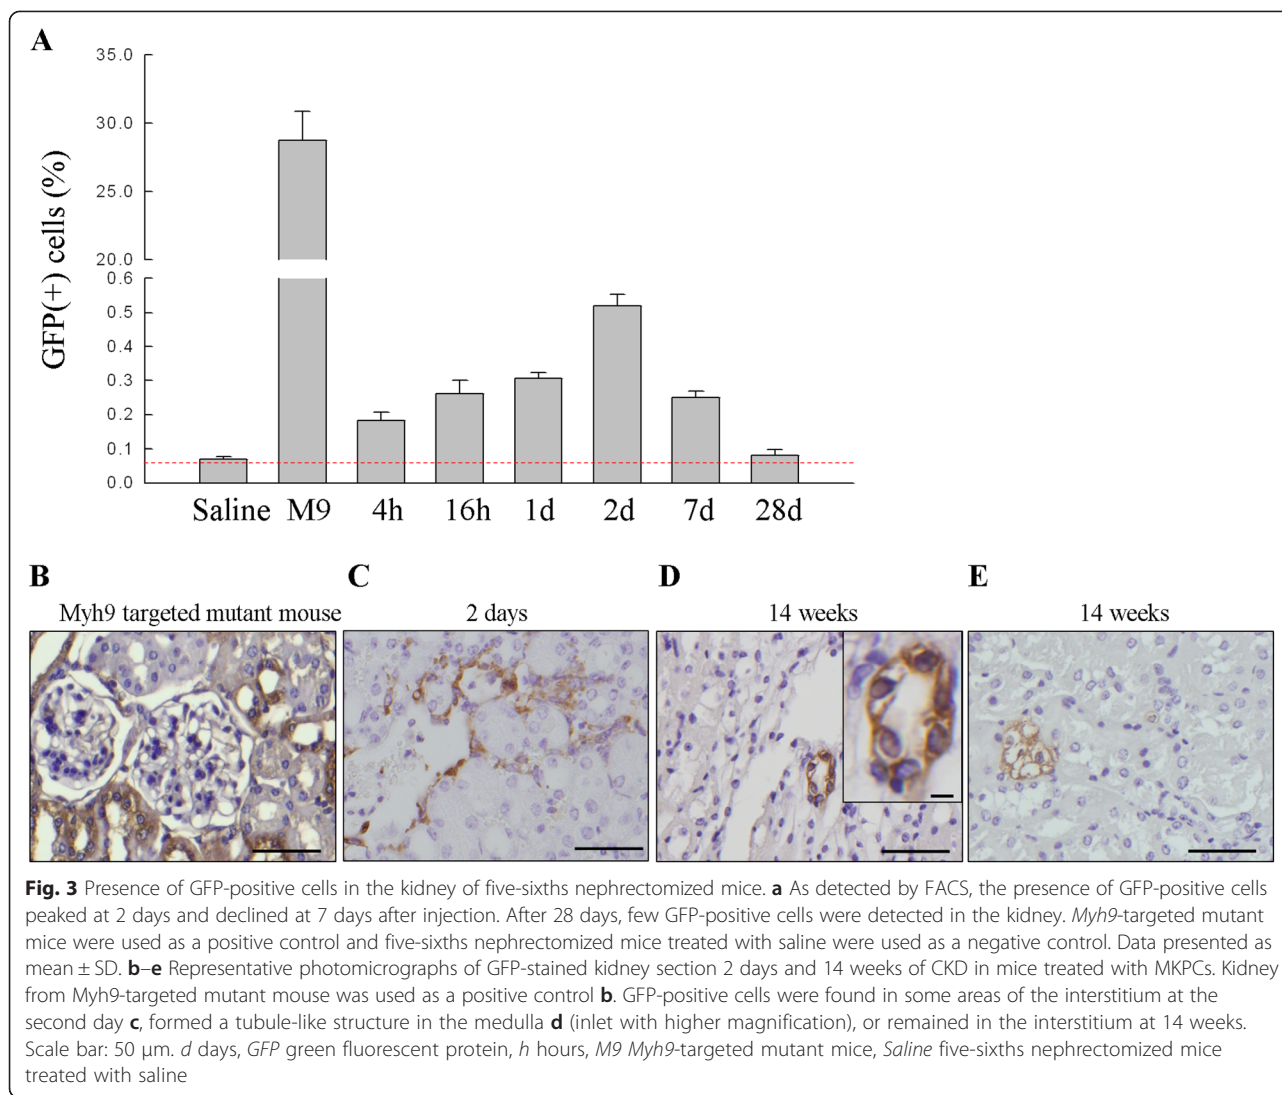 A
35.0
30.0
25.0
20.0
0.6
0.5
0.4
0.3
0.2
0.1
0.0
GFP(+) cells (%)
Saline M9 4h 16h 1d 2d 7d 28d
B C D E
Myh9 targeted mutant mouse 2 days 14 weeks 14 weeks
Fig. 3 Presence of GFP-positive cells in the kidney of five-sixths nephrectomized mice. a As detected by FACS, the presence of GFP-positive cells
peaked at 2 days and declined at 7 days after injection. After 28 days, few GFP-positive cells were detected in the kidney. Myh9-targeted mutant
mice were used as a positive control and five-sixths nephrectomized mice treated with saline were used as a negative control. Data presented as
mean ± SD. b–e Representative photomicrographs of GFP-stained kidney section 2 days and 14 weeks of CKD in mice treated with MKPCs. Kidney
from Myh9-targeted mutant mouse was used as a positive control b. GFP-positive cells were found in some areas of the interstitium at the
second day c, formed a tubule-like structure in the medulla d (inlet with higher magnification), or remained in the interstitium at 14 weeks.
Scale bar: 50 μm. d days, GFP green fluorescent protein, h hours, M9 Myh9-targeted mutant mice, Saline five-sixths nephrectomized mice
treated with saline